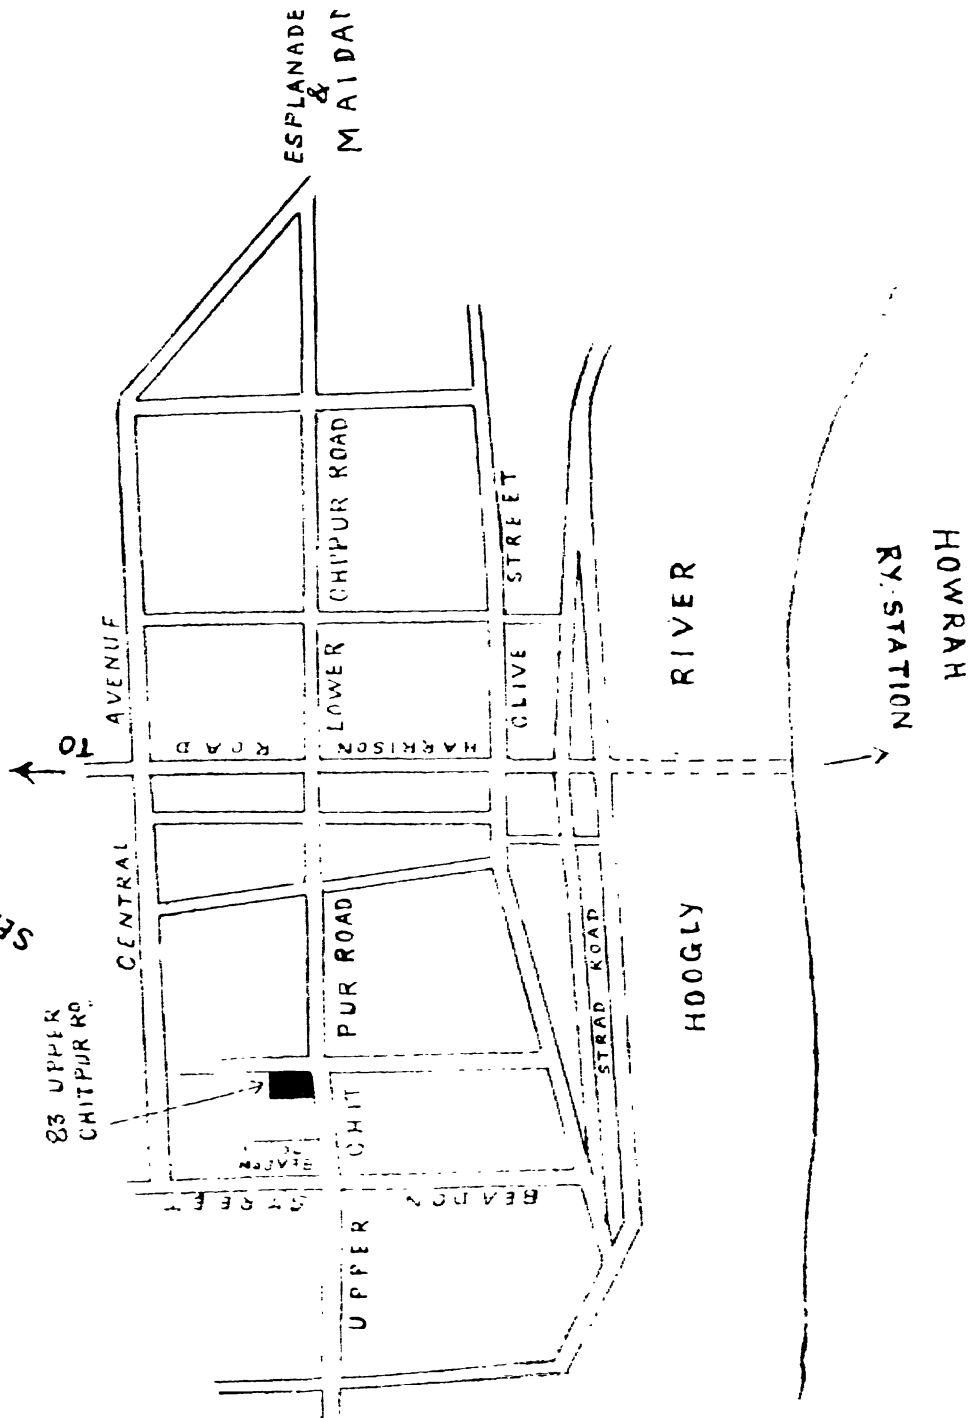 ESPLANADE
&
MAIDAN
CHITPUR ROAD
LOWER
STREET
CLIVE
AVENUE
CENTRAL
TO
HARRISON ROAD
RIVER
HOOGLY
HOWRAH
RY. STATION
STRAD ROAD
83 UPPER
CHITPUR RD.
PUR ROAD
CHIT
UPPER
BEADON
BEADON STREET